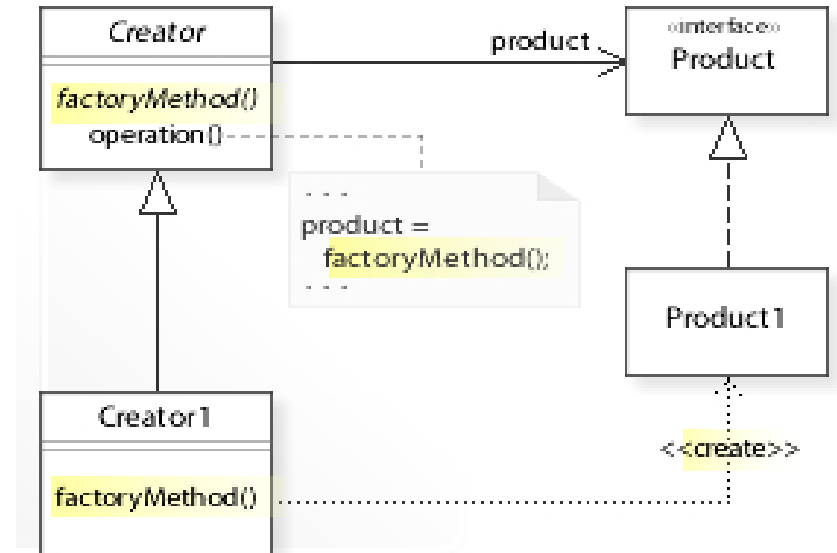 Creator
factoryMethod()
operation()
product
«interface»
Product
- - -
product =
factoryMethod();
- - -
Product1
Creator1
factoryMethod()
<<create>>